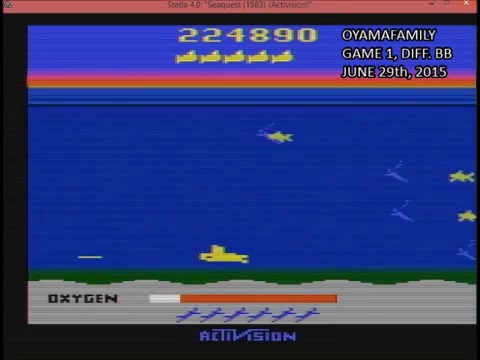 Stella 4.0: "Seaquest (1983) (Activision)"
224890
OYAMAFAMILY
GAME 1, DIFF. BB
JUNE 29th, 2015
OXYGEN
ACTIVISION